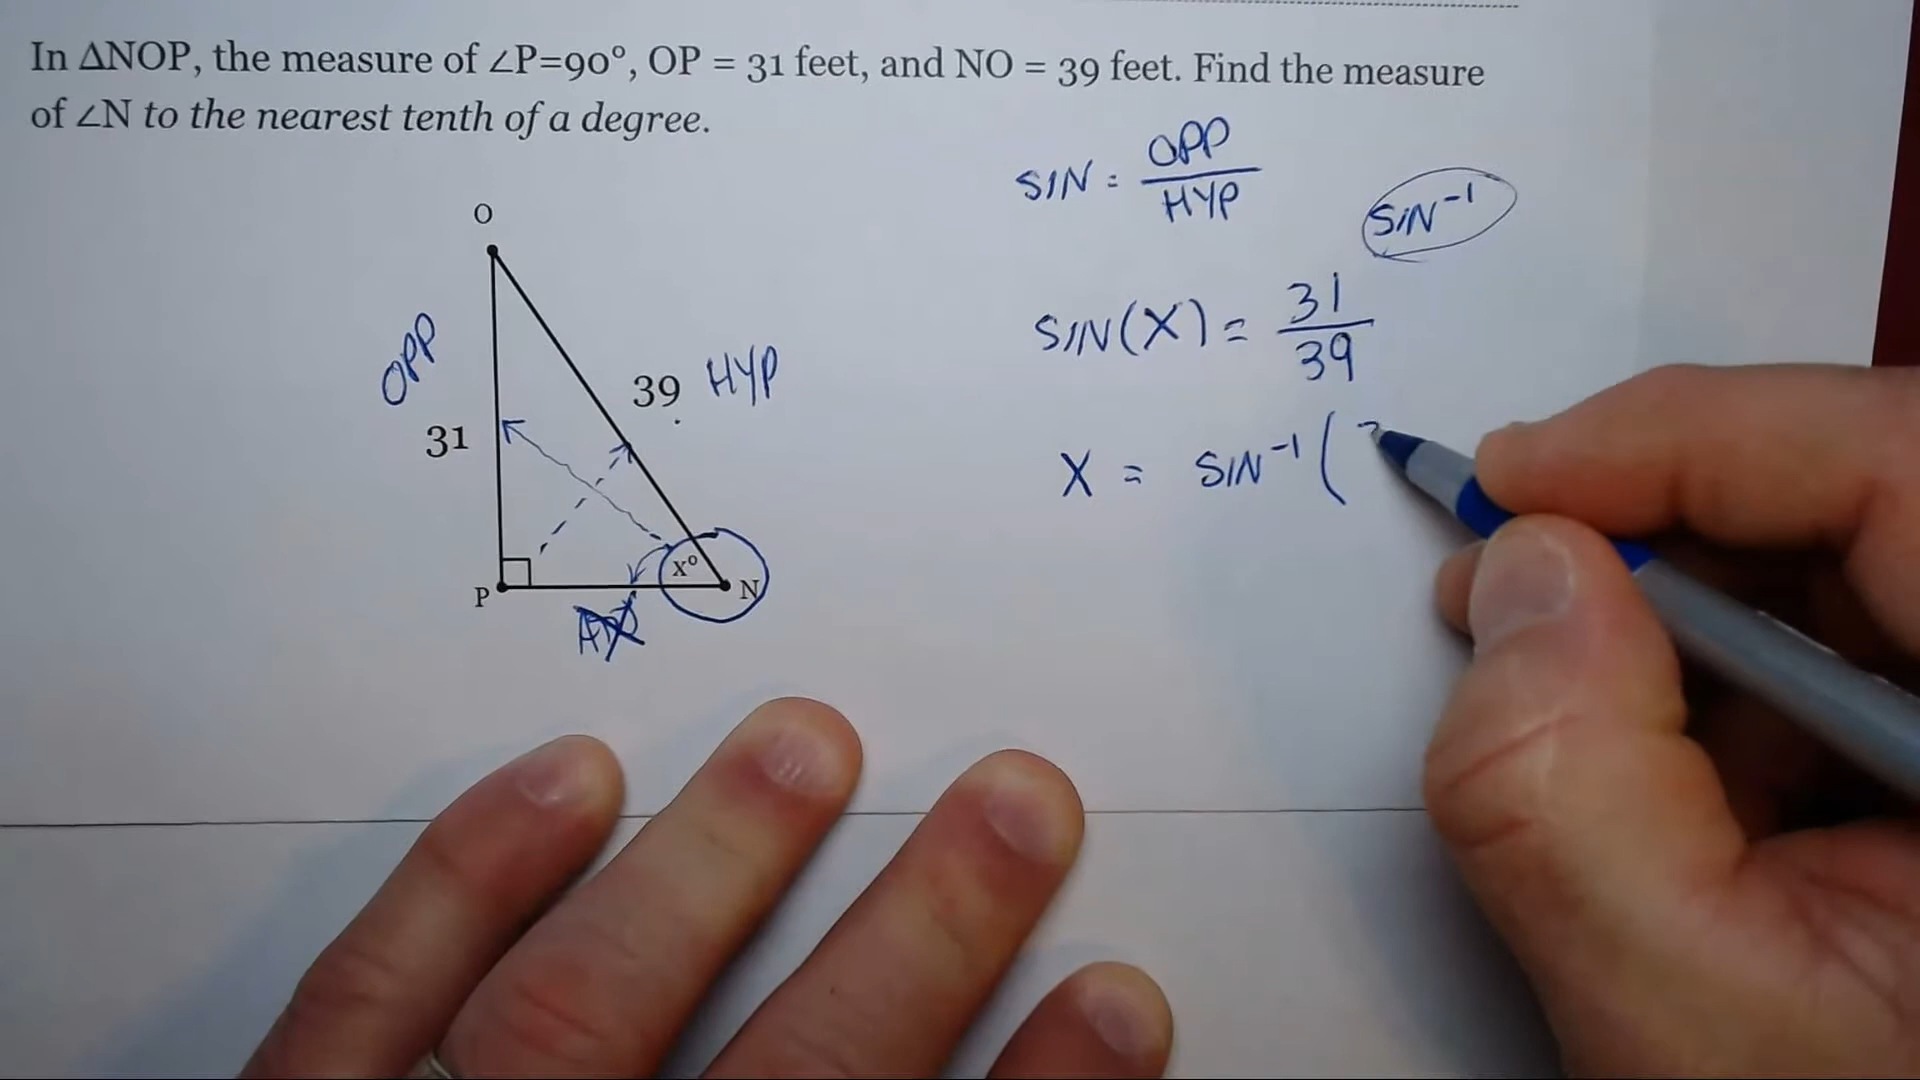 In ΔNOP, the measure of ∠P=90°, OP = 31 feet, and NO = 39 feet. Find the measure
of ∠N to the nearest tenth of a degree.
SIN = OPP/HYP
SIN⁻¹
O
OPP
31
39 HYP
P
x°
N
SIN(X) = 31/39
X = SIN⁻¹(